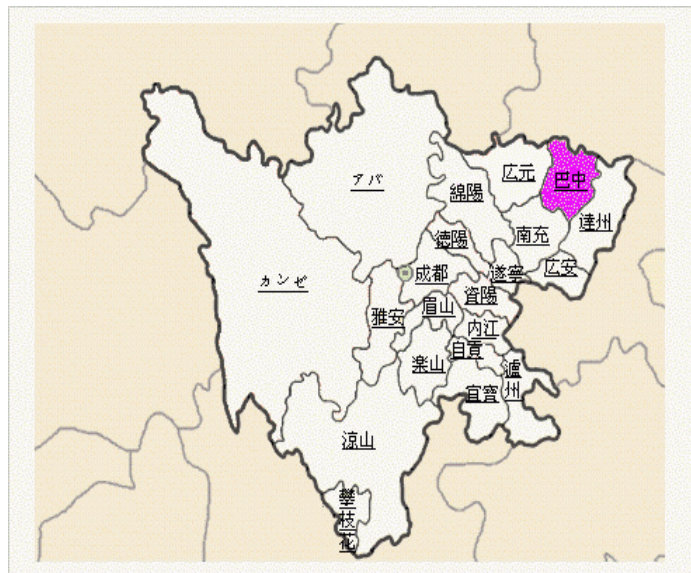 広元
巴中
アバ
綿陽
達州
南充
徳陽
広安
遂寧
成都
カンゼ
資陽
眉山
雅安
内江
自貢
楽山
瀘州
宜賓
涼山
攀枝花